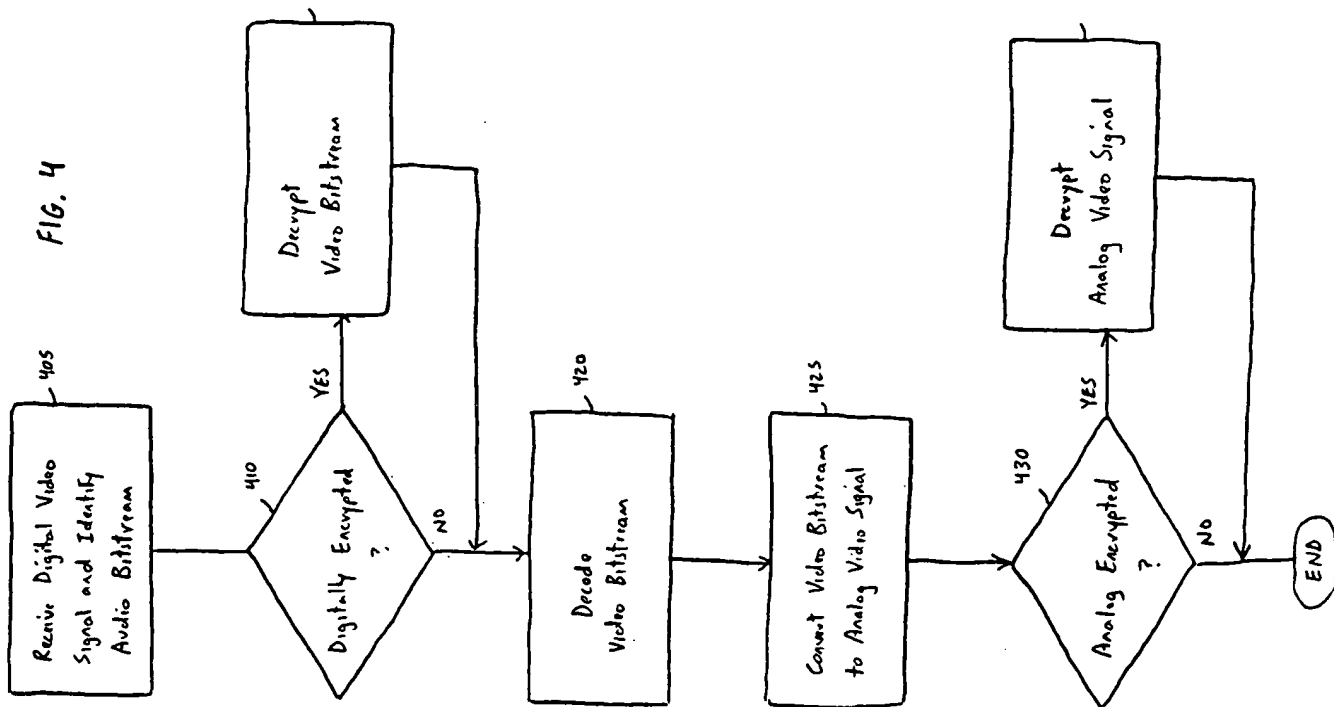 FIG. 4
405
Receive Digital Video
Signal and Identify
Audio Bitstream
410
Digitally Encrypted
?
YES
NO
Decrypt
Video Bitstream
420
Decode
Video Bitstream
425
Convert Video Bitstream
to Analog Video Signal
430
Analog Encrypted
?
YES
NO
Decrypt
Analog Video Signal
END